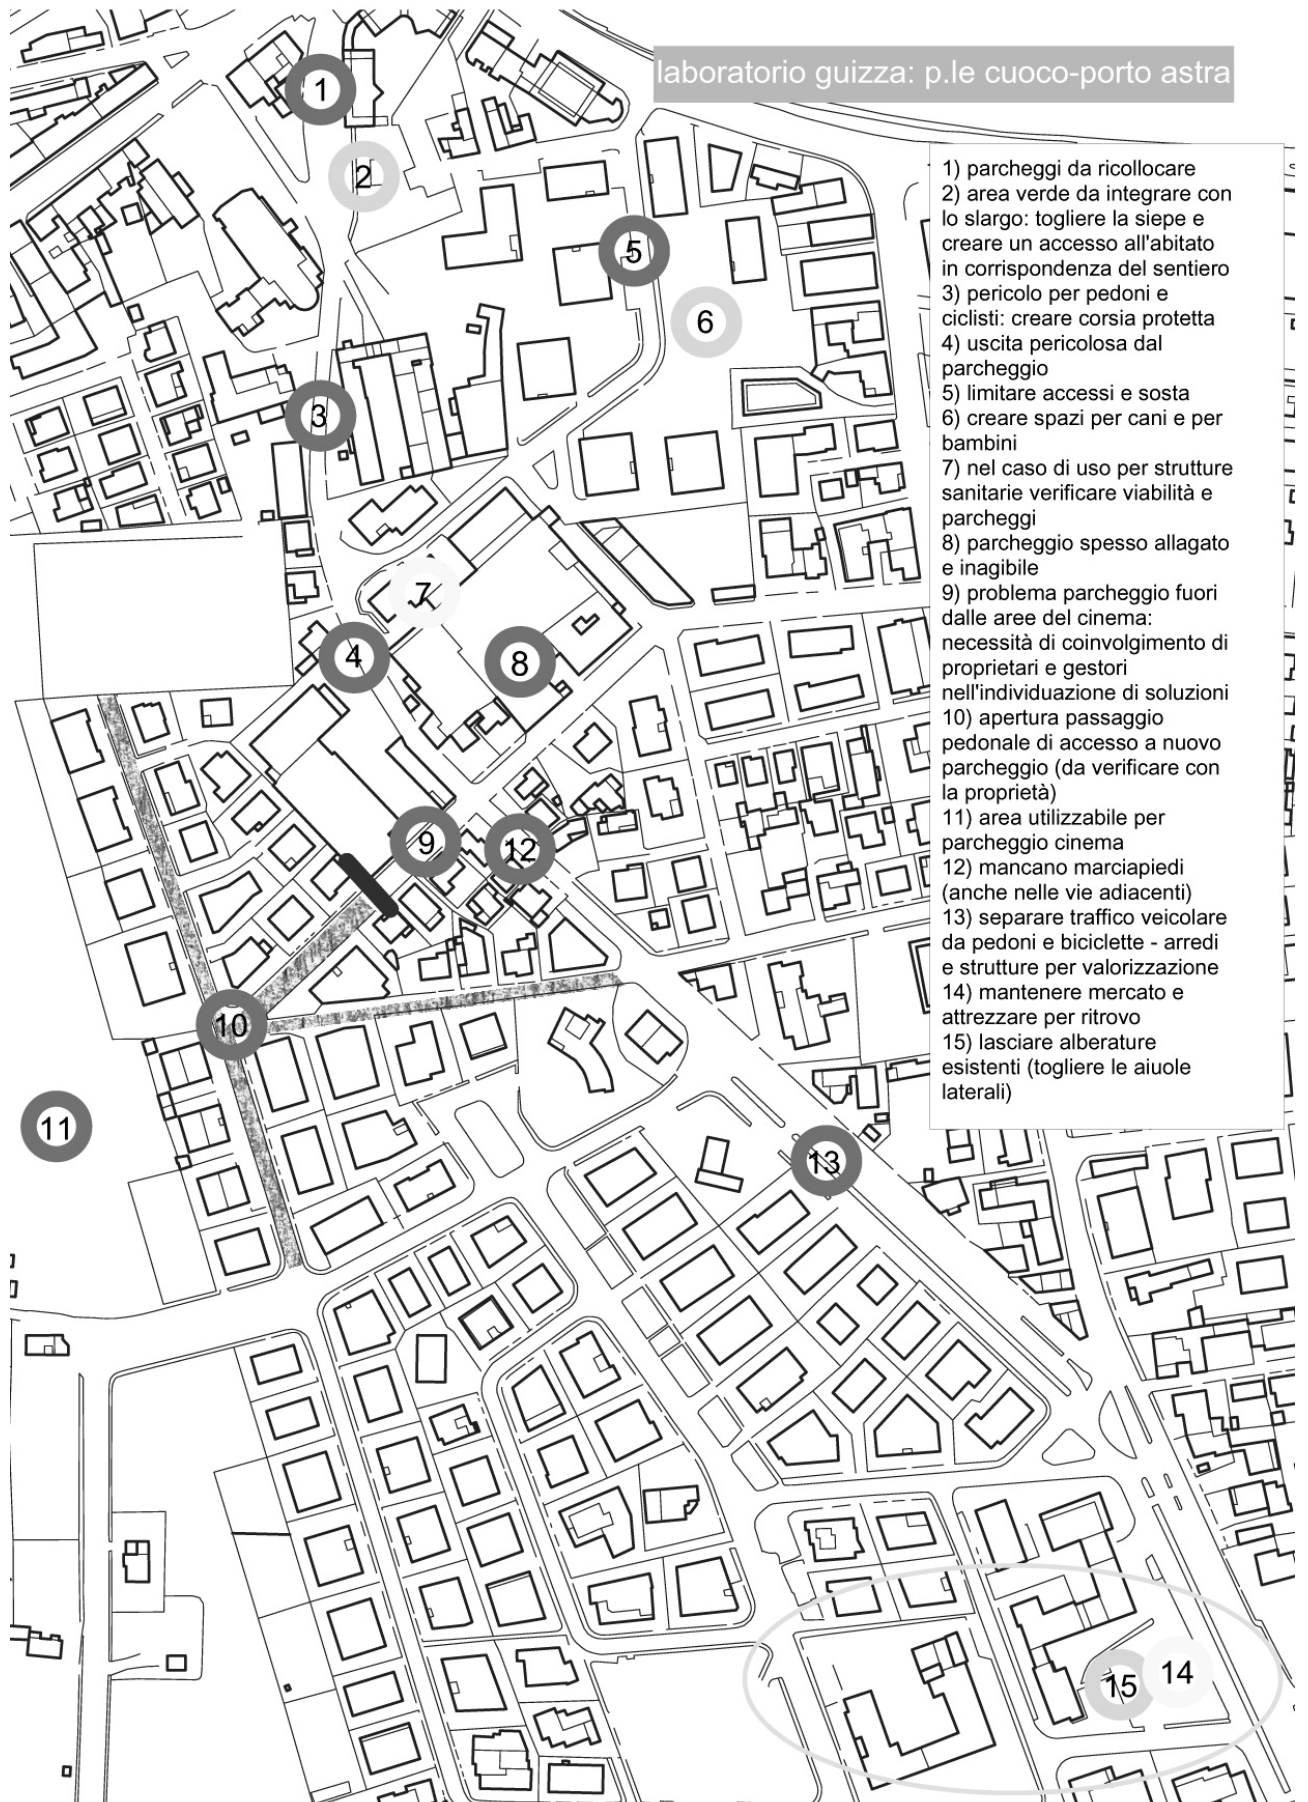 laboratorio guizza: p.le cuoco-porto astra
1) parcheggi da ricollocare
2) area verde da integrare con
lo slargo: togliere la siepe e
creare un accesso all'abitato
in corrispondenza del sentiero
3) pericolo per pedoni e
ciclisti: creare corsia protetta
4) uscita pericolosa dal
parcheggio
5) limitare accessi e sosta
6) creare spazi per cani e per
bambini
7) nel caso di uso per strutture
sanitarie verificare viabilità e
parcheggi
8) parcheggio spesso allagato
e inagibile
9) problema parcheggio fuori
dalle aree del cinema:
necessità di coinvolgimento di
proprietari e gestori
nell'individuazione di soluzioni
10) apertura passaggio
pedonale di accesso a nuovo
parcheggio (da verificare con
la proprietà)
11) area utilizzabile per
parcheggio cinema
12) mancano marciapiedi
(anche nelle vie adiacenti)
13) separare traffico veicolare
da pedoni e biciclette - arredi
e strutture per valorizzazione
14) mantenere mercato e
attrezzare per ritrovo
15) lasciare alberature
esistenti (togliere le aiuole
laterali)
1
2
5
6
3
7
4
8
9
12
10
11
13
14
15